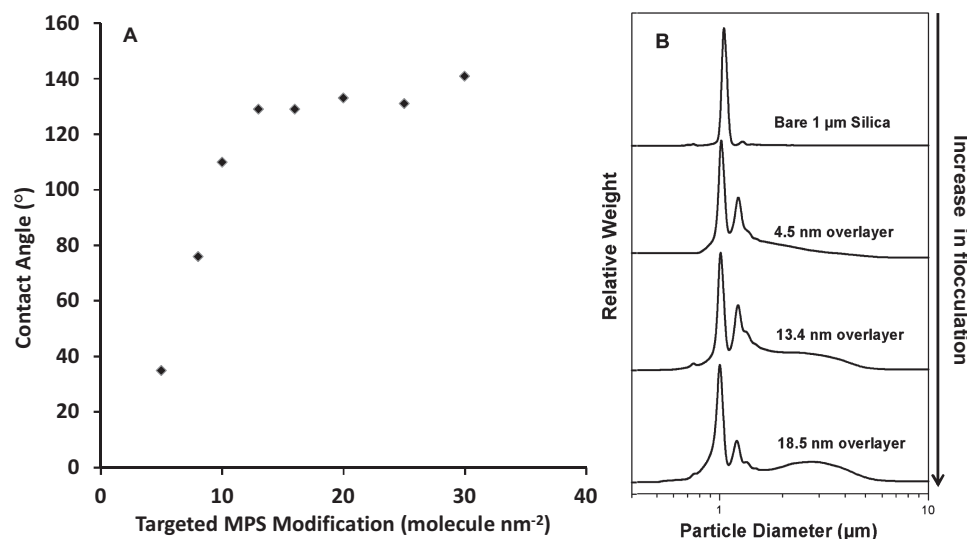 A
160
140
120
100
80
60
40
20
0
0 10 20 30 40
Contact Angle (°)
Targeted MPS Modification (molecule nm-2)
B
Bare 1 µm Silica
4.5 nm overlayer
13.4 nm overlayer
18.5 nm overlayer
Relative Weight
1 10
Particle Diameter (µm)
Increase in flocculation